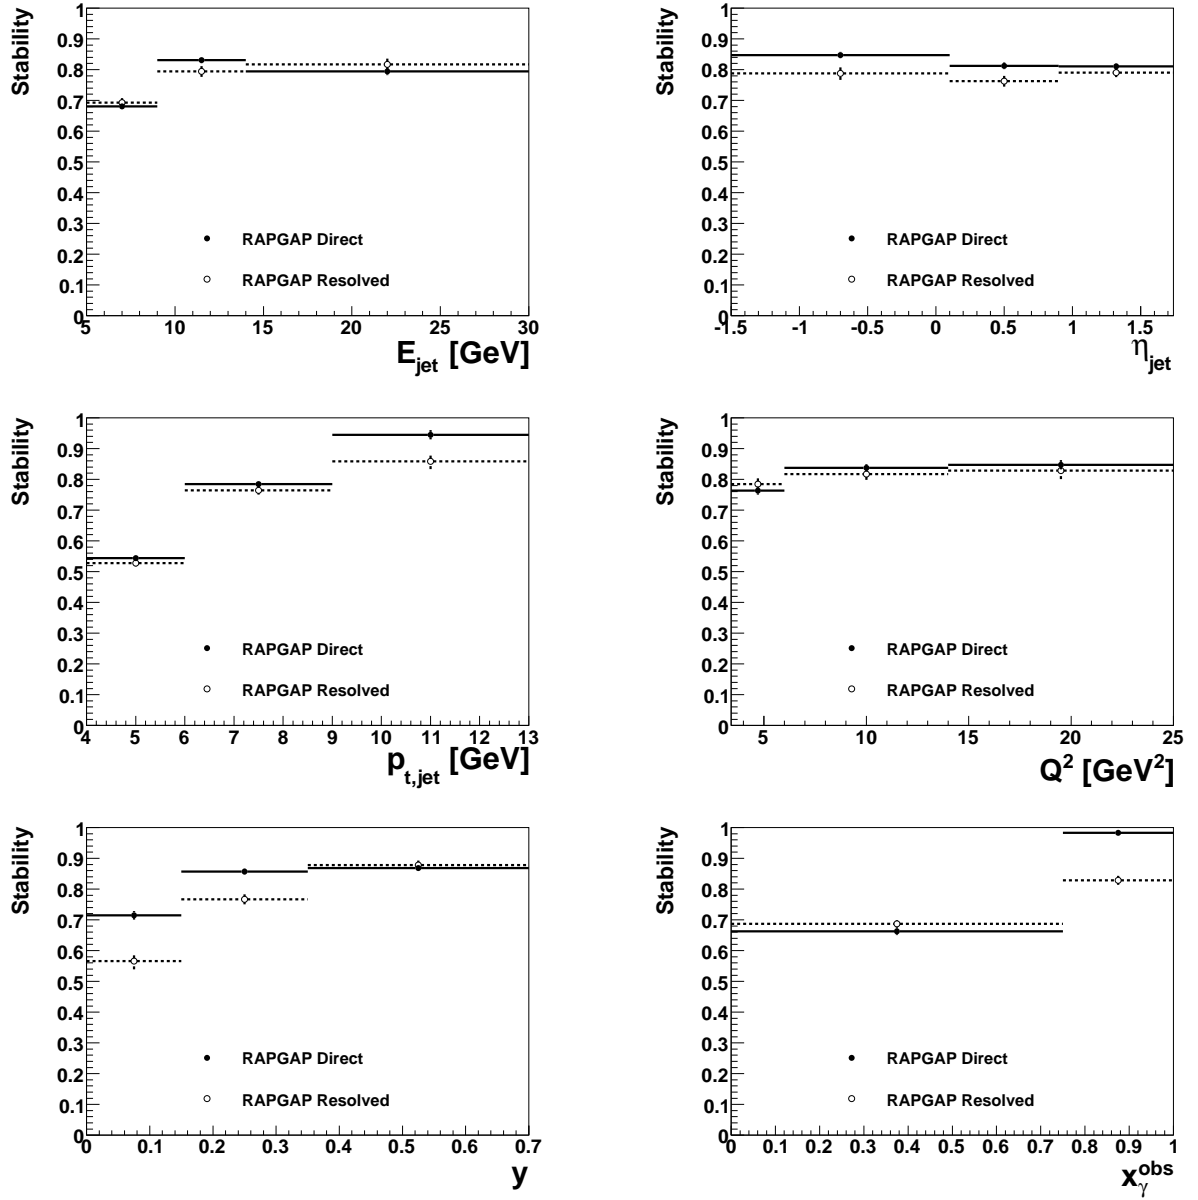 Stability
1
0.9
0.8
0.7
0.6
0.5
0.4
0.3
0.2
0.1
0
RAPGAP Direct
RAPGAP Resolved
5 10 15 20 25 30
E_jet [GeV]
Stability
1
0.9
0.8
0.7
0.6
0.5
0.4
0.3
0.2
0.1
0
RAPGAP Direct
RAPGAP Resolved
-1.5 -1 -0.5 0 0.5 1 1.5
η_jet
Stability
1
0.9
0.8
0.7
0.6
0.5
0.4
0.3
0.2
0.1
0
RAPGAP Direct
RAPGAP Resolved
4 5 6 7 8 9 10 11 12 13
p_t,jet [GeV]
Stability
1
0.9
0.8
0.7
0.6
0.5
0.4
0.3
0.2
0.1
0
RAPGAP Direct
RAPGAP Resolved
5 10 15 20 25
Q² [GeV²]
Stability
1
0.9
0.8
0.7
0.6
0.5
0.4
0.3
0.2
0.1
0
RAPGAP Direct
RAPGAP Resolved
0 0.1 0.2 0.3 0.4 0.5 0.6 0.7
y
Stability
1
0.9
0.8
0.7
0.6
0.5
0.4
0.3
0.2
0.1
0
RAPGAP Direct
RAPGAP Resolved
0 0.1 0.2 0.3 0.4 0.5 0.6 0.7 0.8 0.9 1
x_γ^obs